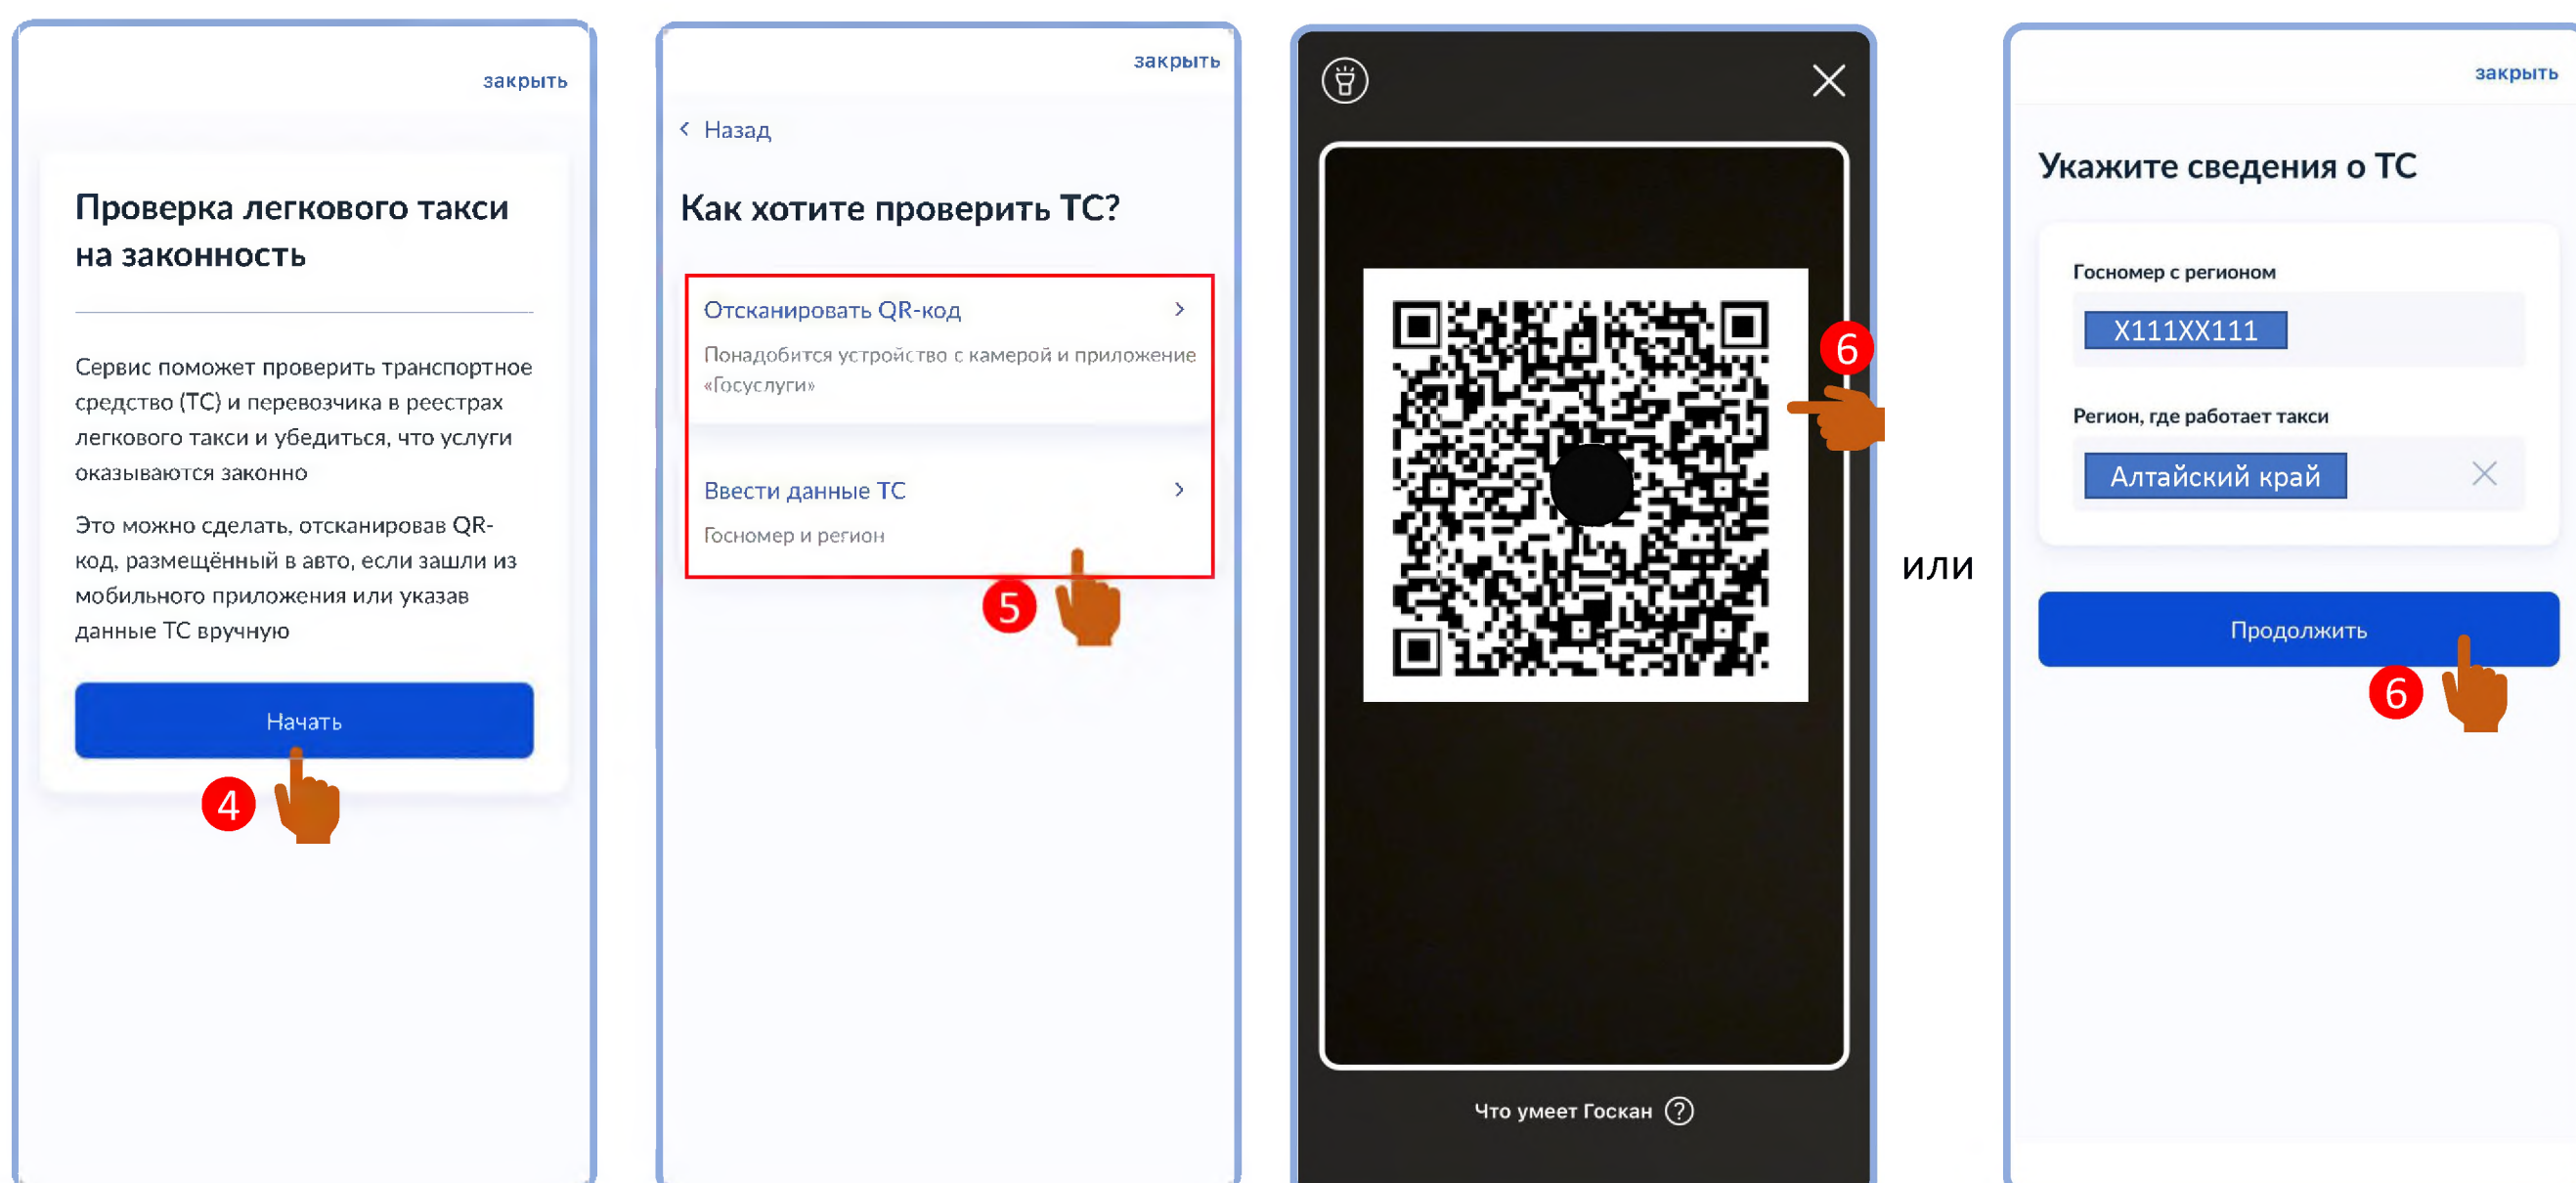 закрыть
Проверка легкового такси
на законность
Сервис поможет проверить транспортное
средство (ТС) и перевозчика в реестрах
легкового такси и убедиться, что услуги
оказываются законно
Это можно сделать, отсканировав QR-
код, размещённый в авто, если зашли из
мобильного приложения или указав
данные ТС вручную
Начать
4
закрыть
Назад
Как хотите проверить ТС?
Отсканировать QR-код
Понадобится устройство с камерой и приложение
«Госуслуги»
Ввести данные ТС
Госномер и регион
5
6
Что умеет Госкан ?
или
закрыть
Укажите сведения о ТС
Госномер с регионом
Х111ХХ111
Регион, где работает такси
Алтайский край
Продолжить
6